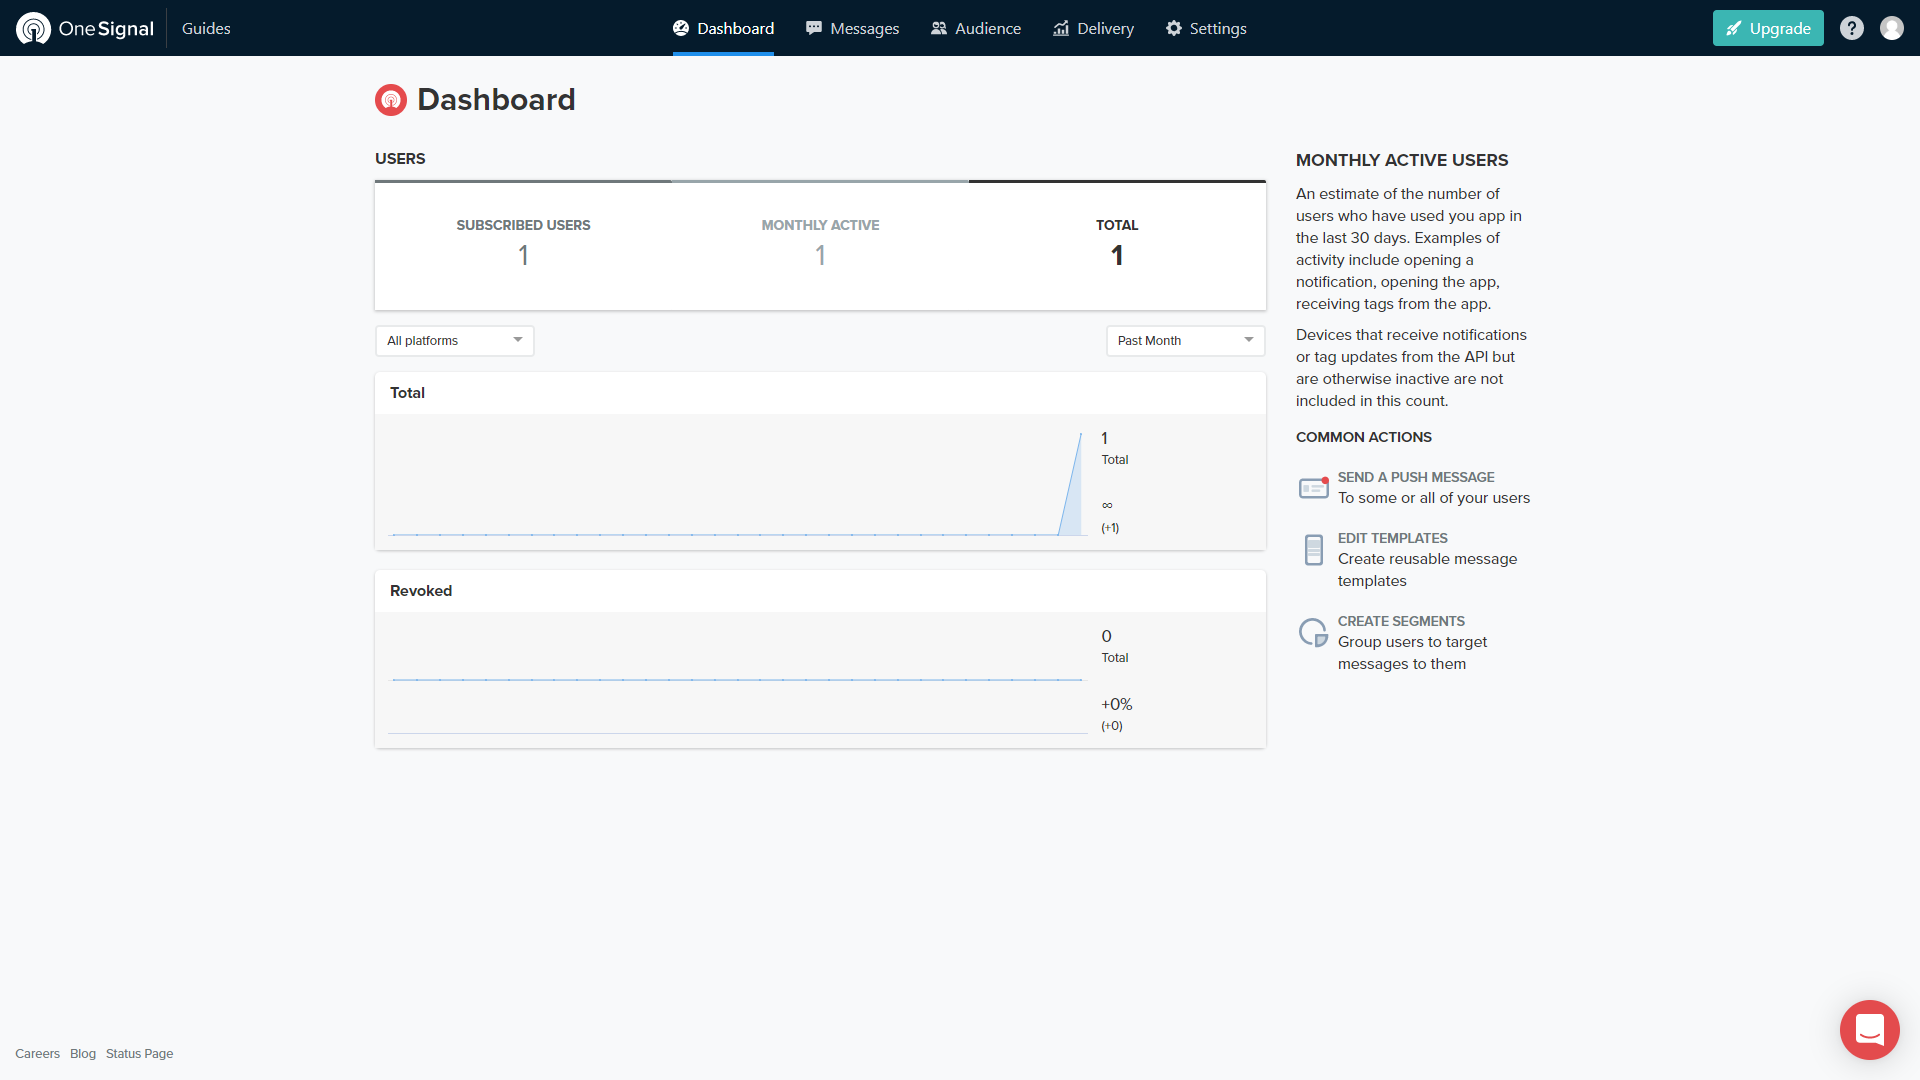 OneSignal
Guides
Dashboard
Messages
Audience
Delivery
Settings
Upgrade
?
Dashboard
USERS
SUBSCRIBED USERS
1
MONTHLY ACTIVE
1
TOTAL
1
All platforms
Past Month
Total
1
Total
∞
(+1)
Revoked
0
Total
+0%
(+0)
MONTHLY ACTIVE USERS
An estimate of the number of
users who have used you app in
the last 30 days. Examples of
activity include opening a
notification, opening the app,
receiving tags from the app.
Devices that receive notifications
or tag updates from the API but
are otherwise inactive are not
included in this count.
COMMON ACTIONS
SEND A PUSH MESSAGE
To some or all of your users
EDIT TEMPLATES
Create reusable message
templates
CREATE SEGMENTS
Group users to target
messages to them
Careers Blog Status Page